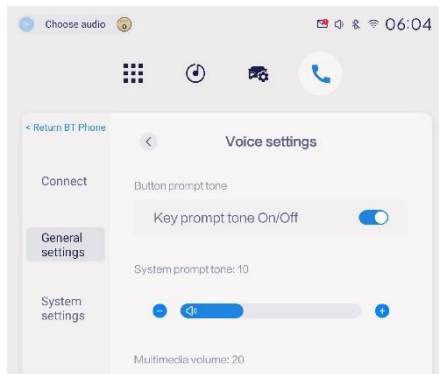 Choose audio
06:04
< Return BT Phone
Voice settings
Connect
Button prompt tone
Key prompt tone On/Off
General
settings
System prompt tone: 10
System
settings
Multimedia volume: 20